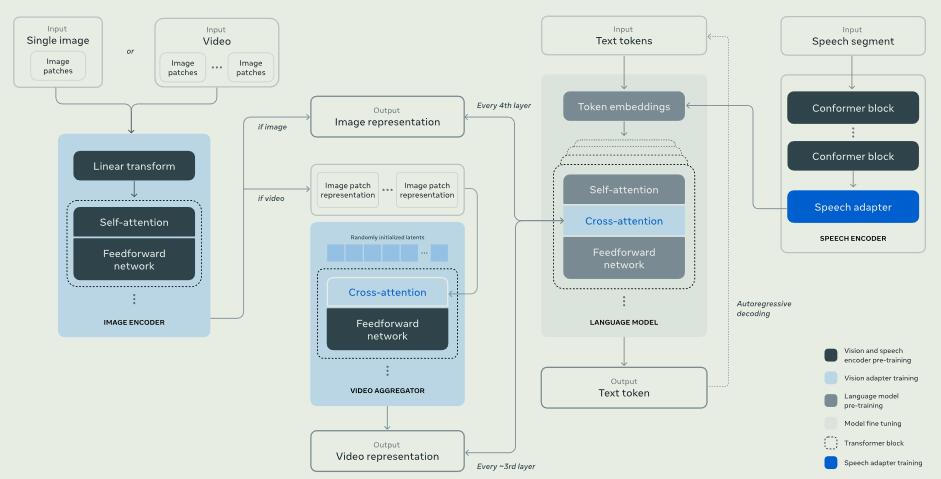 Input
Single image
Image
patches
or
Input
Video
Image
patches
...
Image
patches
Linear transform
Self-attention
Feedforward
network
IMAGE ENCODER
if image
if video
Output
Image representation
Image patch
representation
...
Image patch
representation
Randomly initialized latents
...
Cross-attention
Feedforward
network
VIDEO AGGREGATOR
Output
Video representation
Every 4th layer
Every ~3rd layer
Input
Text tokens
Token embeddings
Self-attention
Cross-attention
Feedforward
network
LANGUAGE MODEL
Output
Text token
Autoregressive
decoding
Input
Speech segment
Conformer block
Conformer block
Speech adapter
SPEECH ENCODER
Vision and speech
encoder pre-training
Vision adapter training
Language model
pre-training
Model fine tuning
Transformer block
Speech adapter training